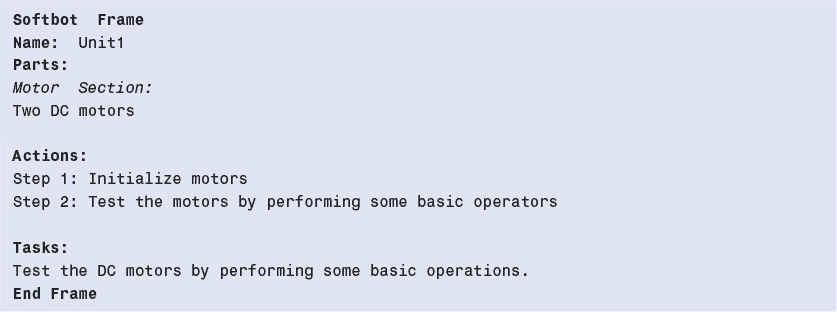 Softbot Frame
Name: Unit1
Parts:
Motor Section:
Two DC motors
Actions:
Step 1: Initialize motors
Step 2: Test the motors by performing some basic operators
Tasks:
Test the DC motors by performing some basic operations.
End Frame